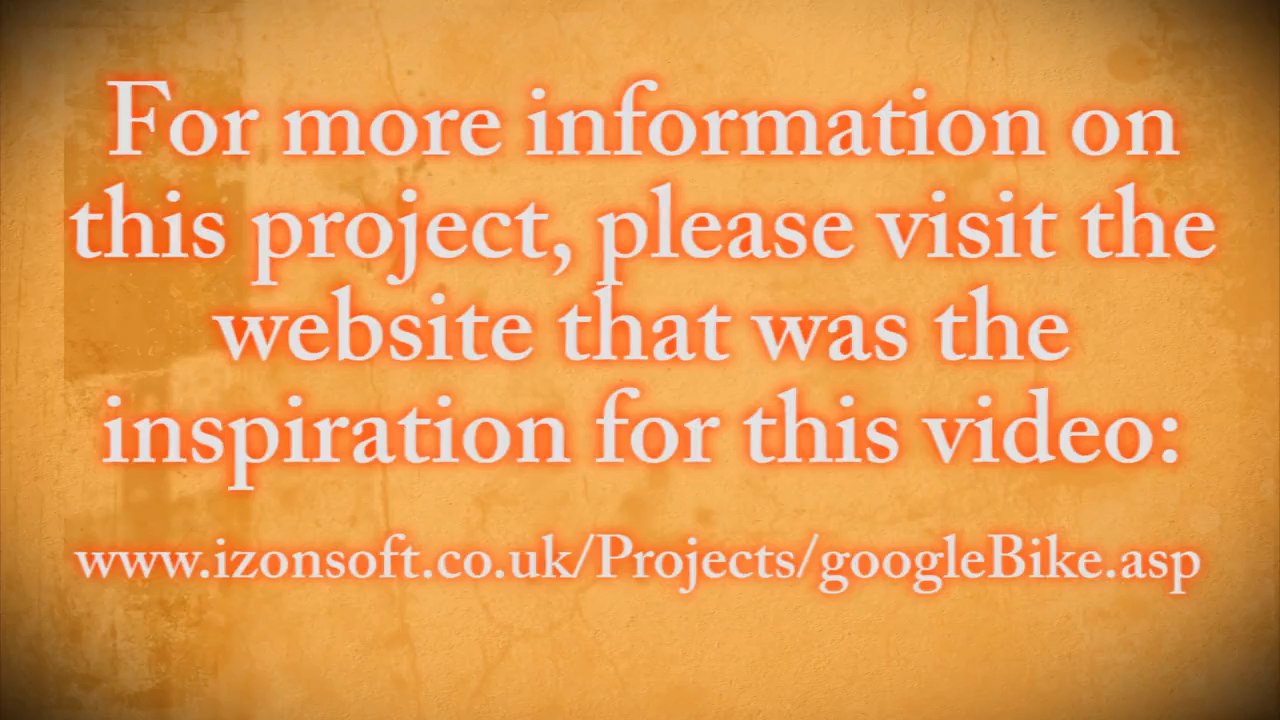 For more information on
this project, please visit the
website that was the
inspiration for this video:
www.izonsoft.co.uk/Projects/googleBike.asp